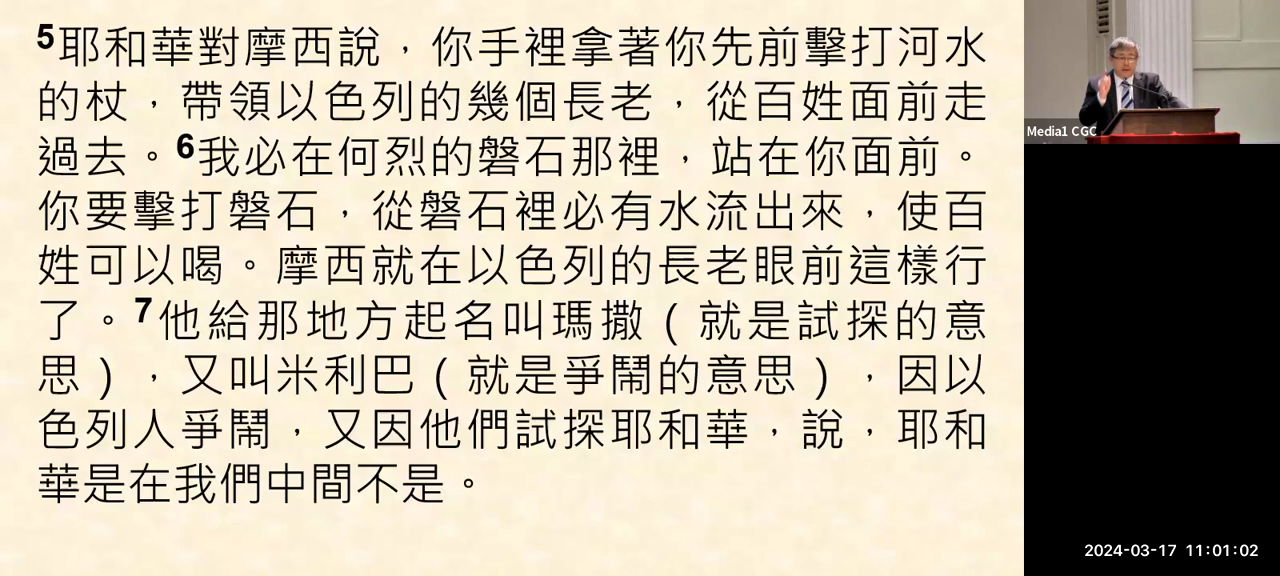 5耶和華對摩西說，你手裡拿著你先前擊打河水
的杖，帶領以色列的幾個長老，從百姓面前走
過去。6我必在何烈的磐石那裡，站在你面前。
你要擊打磐石，從磐石裡必有水流出來，使百
姓可以喝。摩西就在以色列的長老眼前這樣行
了。7他給那地方起名叫瑪撒（就是試探的意
思），又叫米利巴（就是爭鬧的意思），因以
色列人爭鬧，又因他們試探耶和華，說，耶和
華是在我們中間不是。
Media1 CGC
2024-03-17 11:01:02